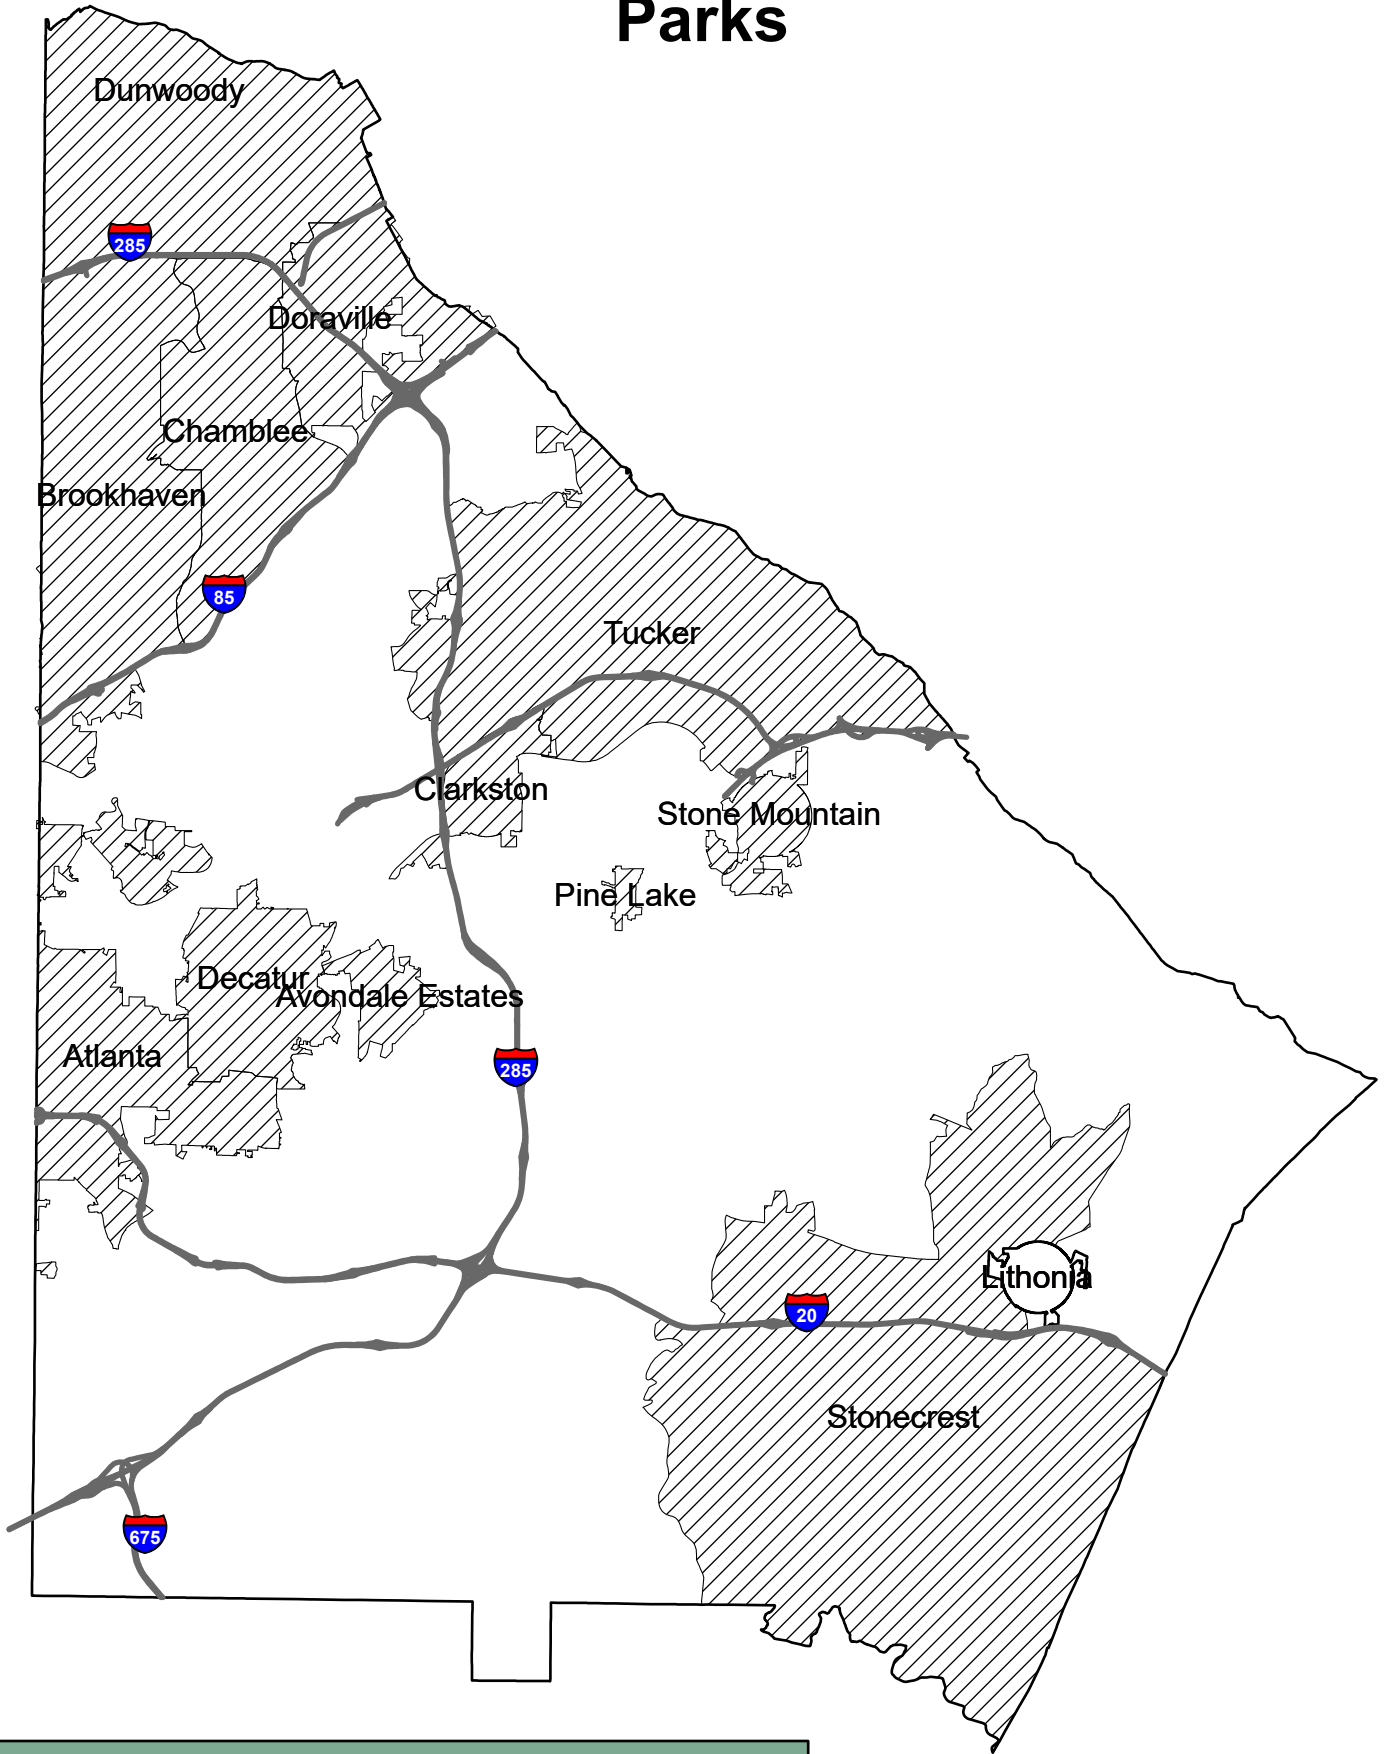 Parks
Dunwoody
285
Doraville
Chamblee
Brookhaven
85
Tucker
Clarkston
Stone Mountain
Pine Lake
Decatur
Avondale Estates
Atlanta
285
Lithonia
20
Stonecrest
675